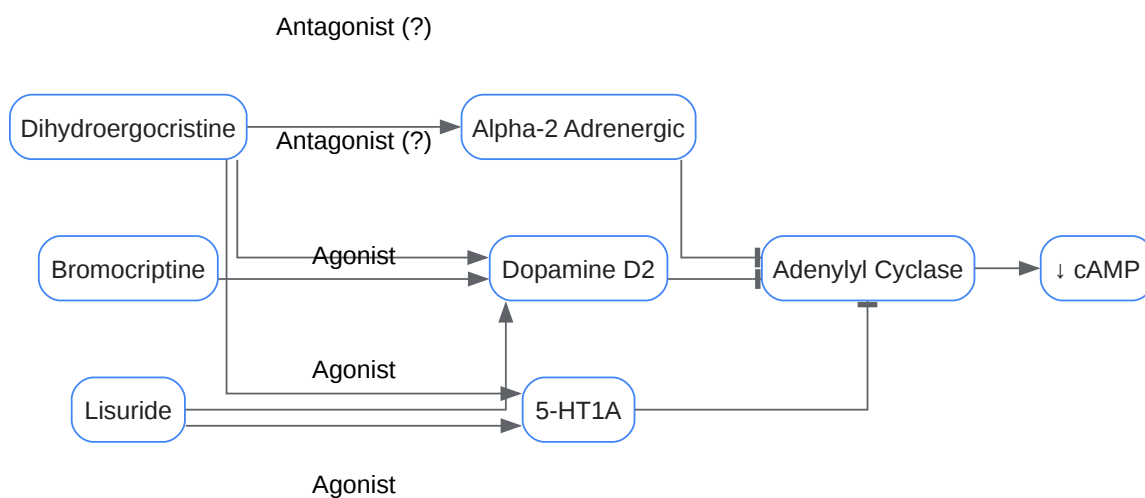 Antagonist (?)
Dihydroergocristine
Alpha-2 Adrenergic
Antagonist (?)
Bromocriptine
Agonist
Dopamine D2
Adenylyl Cyclase
↓ cAMP
Agonist
Lisuride
5-HT1A
Agonist